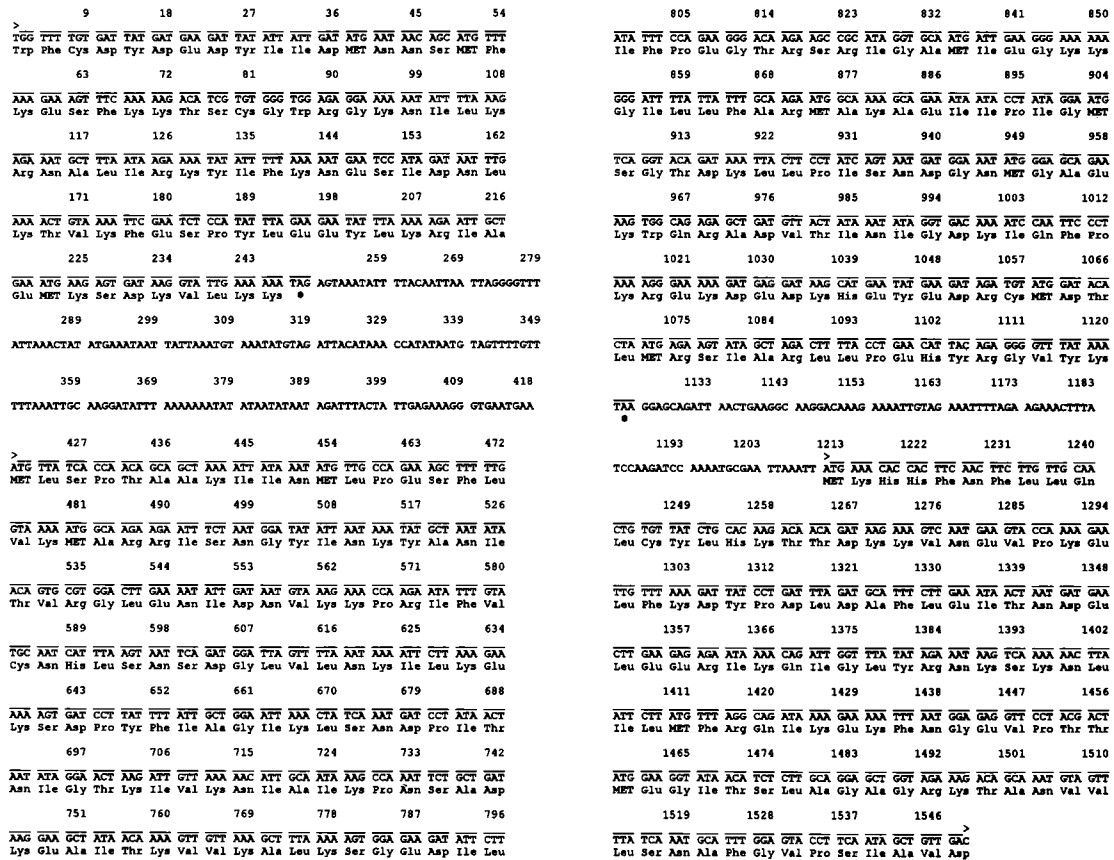 9 18 27 36 45 54
>
TGG TTT TGT GAT TAT GAT GAA GAT TAT ATT ATT GAT ATG AAT AAC AGC ATG TTT
Trp Phe Cys Asp Tyr Asp Glu Asp Tyr Ile Ile Asp MET Asn Asn Ser MET Phe
63 72 81 90 99 108
AAA GAA AGT TTC AAA AAG ACA TCG TGT GGG TGG AGA GGA AAA AAT ATT TTA AAG
Lys Glu Ser Phe Lys Lys Thr Ser Cys Gly Trp Arg Gly Lys Asn Ile Leu Lys
117 126 135 144 153 162
AGA AAT GCT TTA ATA AGA AAA TAT ATT TTT AAA AAT GAA TCC ATA GAT AAT TTG
Arg Asn Ala Leu Ile Arg Lys Tyr Ile Phe Lys Asn Glu Ser Ile Asp Asn Leu
171 180 189 198 207 216
AAA ACT GTA AAA TTC GAA TCT CCA TAT TTA GAA GAA TAT TTA AAA AGA ATT GCT
Lys Thr Val Lys Phe Glu Ser Pro Tyr Leu Glu Glu Tyr Leu Lys Arg Ile Ala
225 234 243 259 269 279
GAA ATG AAG AGT GAT AAG GTA TTG AAA AAA TAG AGTAAATATT TTACAATTAA TTAGGGGTTT
Glu MET Lys Ser Asp Lys Val Leu Lys Lys *
289 299 309 319 329 339 349
ATTAAACTAT ATGAAATAAT TATTAAATGT AAATATGTAG ATTACATAAA CCATATAATG TAGTTTTGTT
359 369 379 389 399 409 418
TTTAAATTGC AAGGATATTT AAAAAAATAT ATAATATAAT AGATTTACTA TTGAGAAAGG GTGAATGAA
427 436 445 454 463 472
>
ATG TTA TCA CCA ACA GCA GCT AAA ATT ATA AAT ATG TTG CCA GAA AGC TTT TTG
MET Leu Ser Pro Thr Ala Ala Lys Ile Ile Asn MET Leu Pro Glu Ser Phe Leu
481 490 499 508 517 526
GTA AAA ATG GCA AGA AGA ATT TCT AAT GGA TAT ATT AAT AAA TAT GCT AAT ATA
Val Lys MET Ala Arg Arg Ile Ser Asn Gly Tyr Ile Asn Lys Tyr Ala Asn Ile
535 544 553 562 571 580
ACA GTG CGT GGA CTT GAA AAT ATT GAT AAT GTA AAG AAA CCA AGA ATA TTT GTA
Thr Val Arg Gly Leu Glu Asn Ile Asp Asn Val Lys Lys Pro Arg Ile Phe Val
589 598 607 616 625 634
TGC AAT CAT TTA AGT AAT TCA GAT GGA TTA GTT TTA AAT AAA ATT CTT AAA GAA
Cys Asn His Leu Ser Asn Ser Asp Gly Leu Val Leu Asn Lys Ile Leu Lys Glu
643 652 661 670 679 688
AAA AGT GAT CCT TAT TTT ATT GCT GGA ATT AAA CTA TCA AAT GAT CCT ATA ACT
Lys Ser Asp Pro Tyr Phe Ile Ala Gly Ile Lys Leu Ser Asn Asp Pro Ile Thr
697 706 715 724 733 742
AAT ATA GGA ACT AAG ATT GTT AAA AAC ATT GCA ATA AAG CCA AAT TCT GCT GAT
Asn Ile Gly Thr Lys Ile Val Lys Asn Ile Ala Ile Lys Pro Asn Ser Ala Asp
751 760 769 778 787 796
AAG GAA GCT ATA ACA AAA GTT GTT AAA GCT TTA AAA AGT GGA GAA GAT ATT CTT
Lys Glu Ala Ile Thr Lys Val Val Lys Ala Leu Lys Ser Gly Glu Asp Ile Leu
805 814 823 832 841 850
ATA TTT CCA GAA GGG ACA AGA AGC CGC ATA GGT GCA ATG ATT GAA GGG AAA AAA
Ile Phe Pro Glu Gly Thr Arg Ser Arg Ile Gly Ala MET Ile Glu Gly Lys Lys
859 868 877 886 895 904
GGG ATT TTA TTA TTT GCA AGA ATG GCA AAA GCA GAA ATA ATA CCT ATA GGA ATG
Gly Ile Leu Leu Phe Ala Arg MET Ala Lys Ala Glu Ile Ile Pro Ile Gly MET
913 922 931 940 949 958
TCA GGT ACA GAT AAA TTA CTT CCT ATC AGT AAT GAT GGA AAT ATG GGA GCA GAA
Ser Gly Thr Asp Lys Leu Leu Pro Ile Ser Asn Asp Gly Asn MET Gly Ala Glu
967 976 985 994 1003 1012
AAG TGG CAG AGA GCT GAT GTT ACT ATA AAT ATA GGT GAC AAA ATC CAA TTC CCT
Lys Trp Gln Arg Ala Asp Val Thr Ile Asn Ile Gly Asp Lys Ile Gln Phe Pro
1021 1030 1039 1048 1057 1066
AAA AGG GAA AAA GAT GAG GAT AAG CAT GAA TAT GAA GAT AGA TGT ATG GAT ACA
Lys Arg Glu Lys Asp Glu Asp Lys His Glu Tyr Glu Asp Arg Cys MET Asp Thr
1075 1084 1093 1102 1111 1120
CTA ATG AGA AGT ATA GCT AGA CTT TTA CCT GAA CAT TAC AGA GGG GTT TAT AAA
Leu MET Arg Ser Ile Ala Arg Leu Leu Pro Glu His Tyr Arg Gly Val Tyr Lys
1133 1143 1153 1163 1173 1183
TAA GGAGCAGATT AACTGAAGGC AAGGACAAAG AAAATTGTAG AAATTTTAGA AGAAACTTTA
*
1193 1203 1213 1222 1231 1240
>
TCCAAGATCC AAAATGCGAA TTAAATT ATG AAA CAC CAC TTC AAC TTC TTG TTG CAA
MET Lys His His Phe Asn Phe Leu Leu Gln
1249 1258 1267 1276 1285 1294
CTG TGT TAT CTG CAC AAG ACA ACA GAT AAG AAA GTC AAT GAA GTA CCA AAA GAA
Leu Cys Tyr Leu His Lys Thr Thr Asp Lys Lys Val Asn Glu Val Pro Lys Glu
1303 1312 1321 1330 1339 1348
TTG TTT AAA GAT TAT CCT GAT TTA GAT GCA TTT CTT GAA ATA ACT AAT GAT GAA
Leu Phe Lys Asp Tyr Pro Asp Leu Asp Ala Phe Leu Glu Ile Thr Asn Asp Glu
1357 1366 1375 1384 1393 1402
CTT GAA GAG AGA ATA AAA CAG ATT GGT TTA TAT AGA AAT AAG TCA AAA AAC TTA
Leu Glu Glu Arg Ile Lys Gln Ile Gly Leu Tyr Arg Asn Lys Ser Lys Asn Leu
1411 1420 1429 1438 1447 1456
ATT CTT ATG TTT AGG CAG ATA AAA GAA AAA TTT AAT GGA GAG GTT CCT ACG ACT
Ile Leu MET Phe Arg Gln Ile Lys Glu Lys Phe Asn Gly Glu Val Pro Thr Thr
1465 1474 1483 1492 1501 1510
ATG GAA GGT ATA ACA TCT CTT GCA GGA GCT GGT AGA AAG ACA GCA AAT GTA GTT
MET Glu Gly Ile Thr Ser Leu Ala Gly Ala Gly Arg Lys Thr Ala Asn Val Val
1519 1528 1537 1546
>
TTA TCA AAT GCA TTT GGA GTA CCT TCA ATA GCT GTT GAC
Leu Ser Asn Ala Phe Gly Val Pro Ser Ile Ala Val Asp